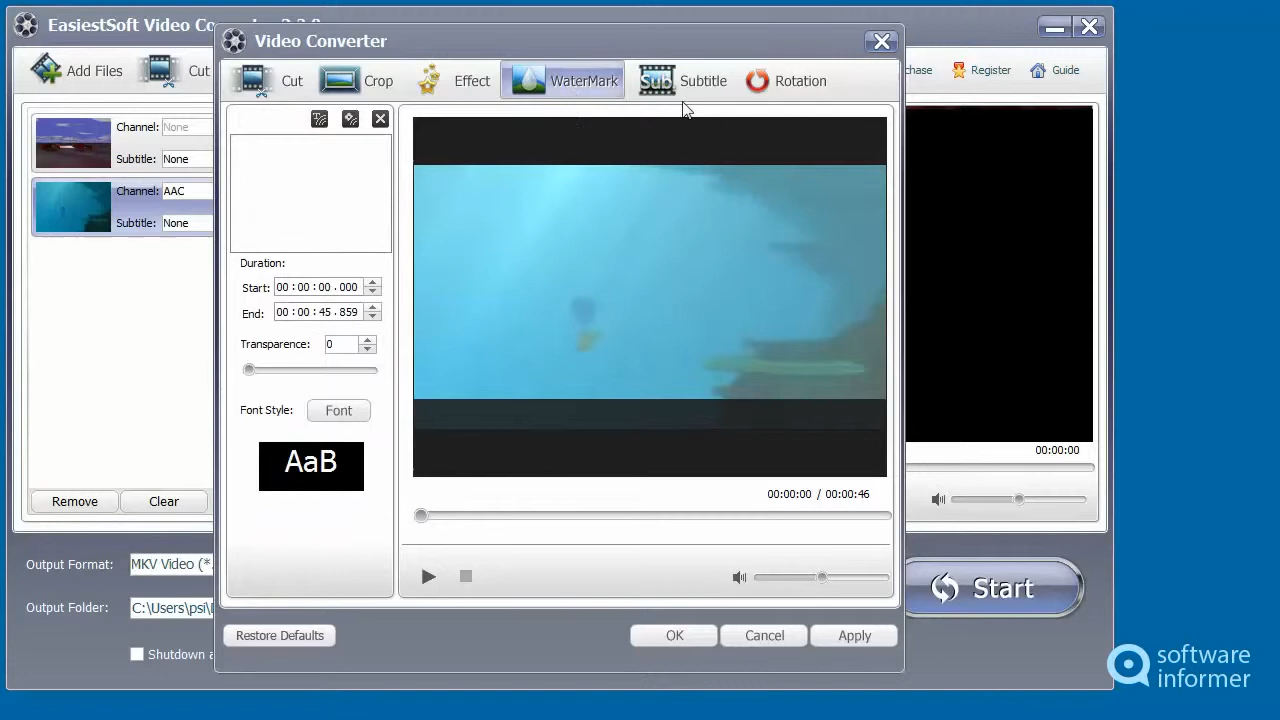 EasiestSoft Video Co
Video Converter
Add Files
Cut
Cut
Crop
Effect
WaterMark
Sub
Subtitle
Rotation
chase
Register
Guide
Channel: None
Subtitle: None
Channel: AAC
Subtitle: None
Duration:
Start: 00 : 00 : 00 . 000
End: 00 : 00 : 45 . 859
Transparence: 0
Font Style: Font
AaB
00:00:00 / 00:00:46
00:00:00
Remove
Clear
Output Format: MKV Video (*.
Output Folder: C:\Users\psi\
Shutdown a
Start
Restore Defaults
OK
Cancel
Apply
software
informer